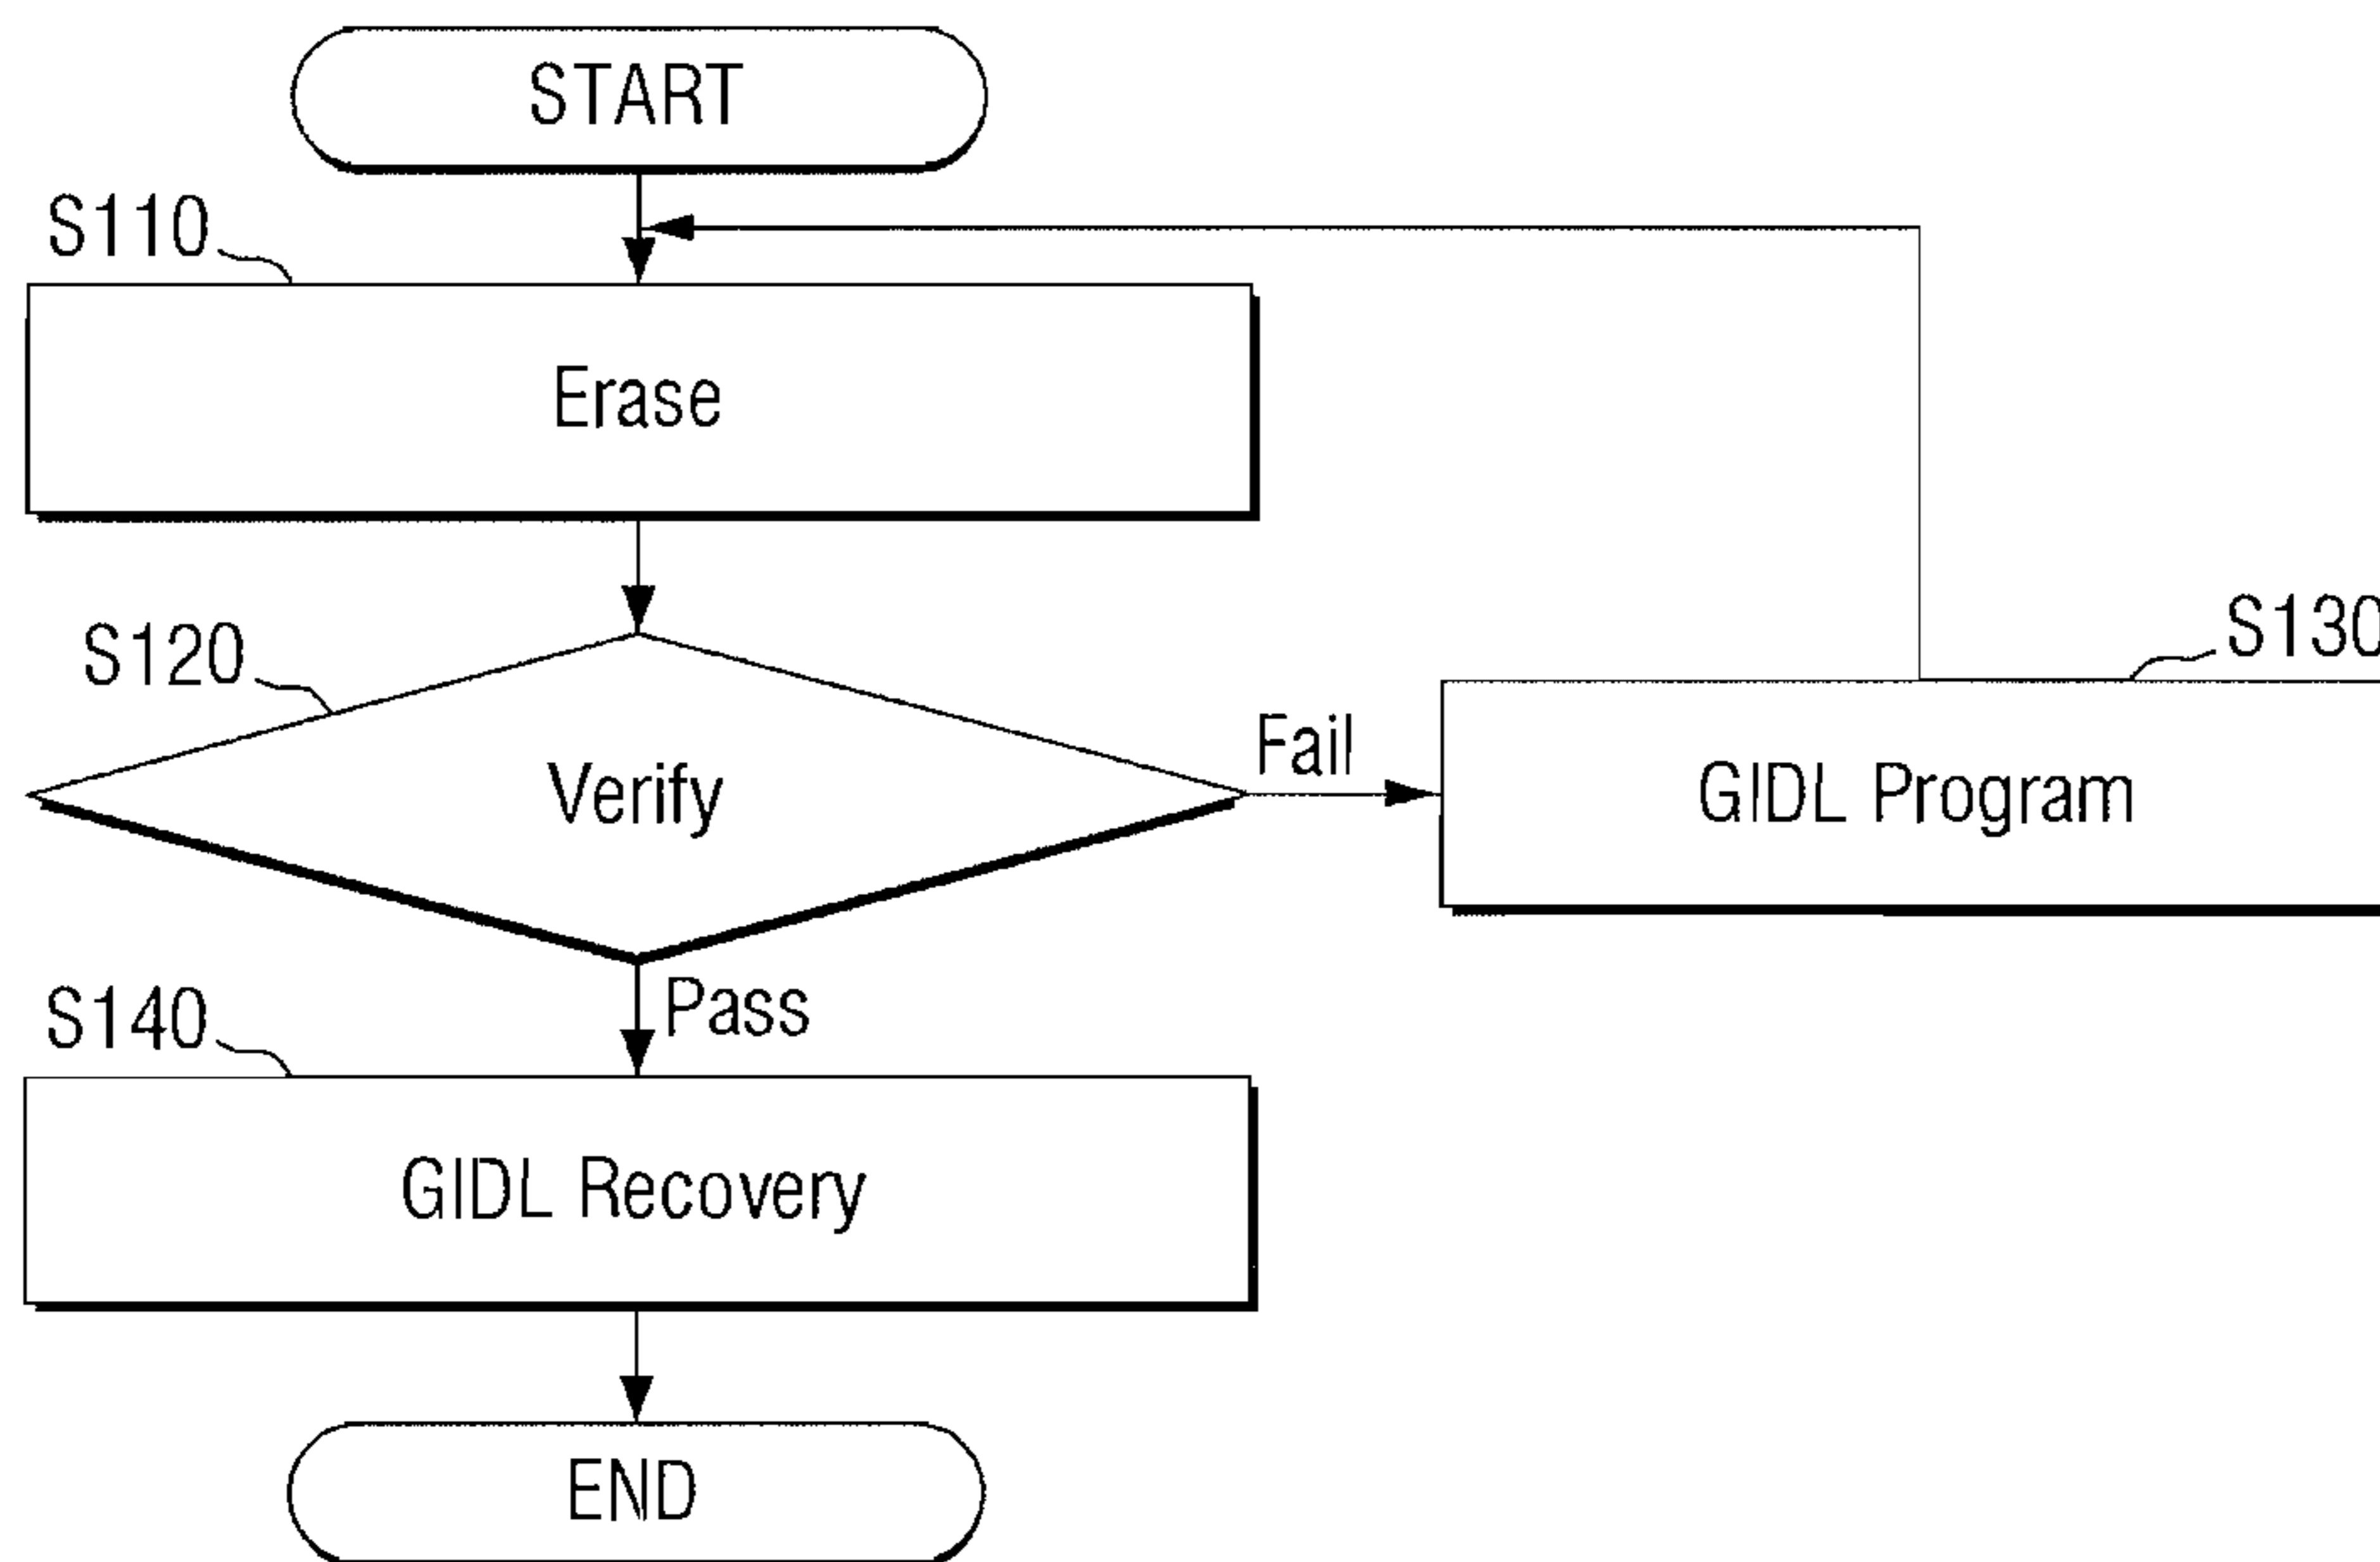 START
S110
Erase
S120
Verify
Fail
S130
GIDL Program
Pass
S140
GIDL Recovery
END